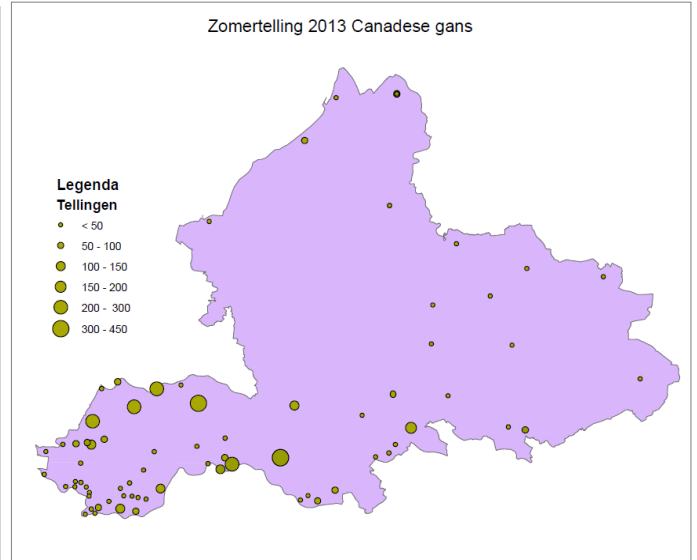 Zomertelling 2013 Canadese gans
Legenda
Tellingen
< 50
50 - 100
100 - 150
150 - 200
200 - 300
300 - 450